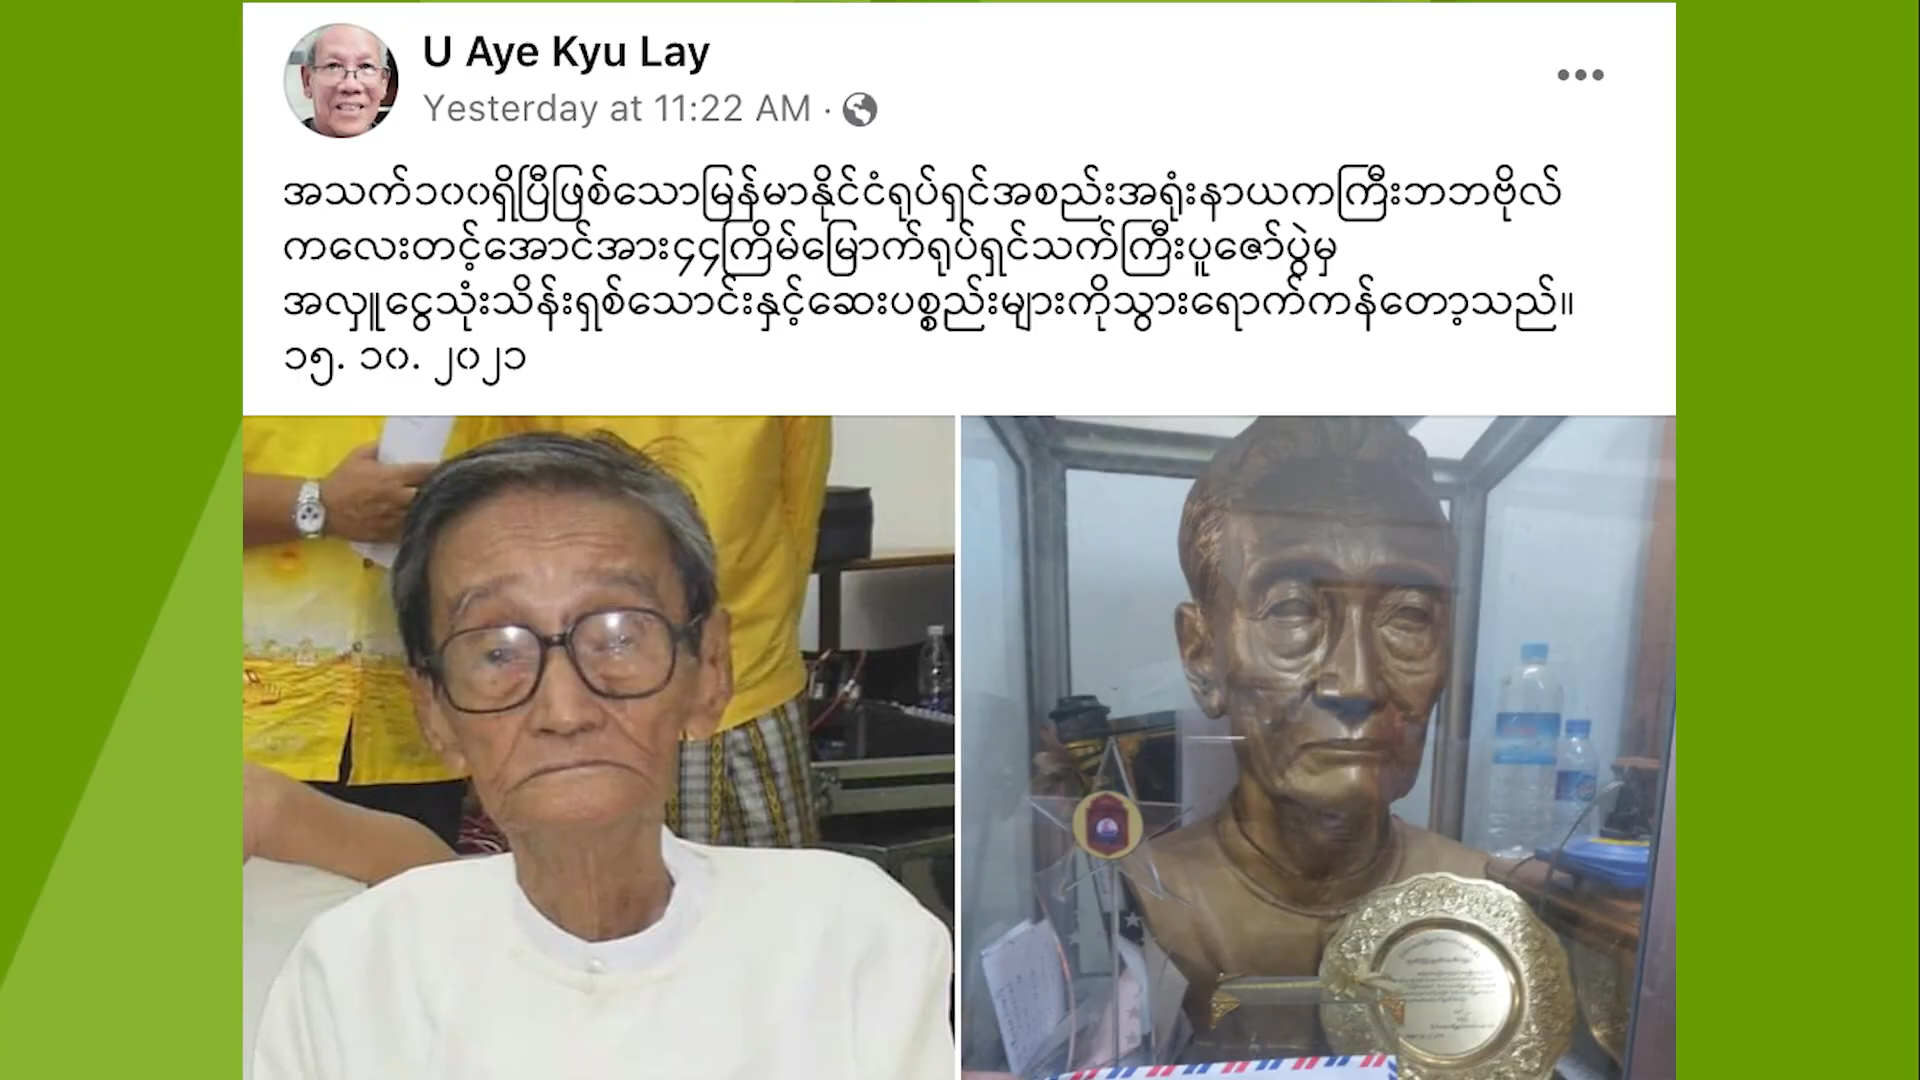 U Aye Kyu Lay
Yesterday at 11:22 AM ·
အသက်၁၀၀ရှိပြီဖြစ်သောမြန်မာနိုင်ငံရုပ်ရှင်အစည်းအရုံးနာယကကြီးဘဘဗိုလ်
ကလေးတင့်အောင်အား၄၄ကြိမ်မြောက်ရုပ်ရှင်သက်ကြီးပူဇော်ပွဲမှ
အလှူငွေသုံးသိန်းရှစ်သောင်းနှင့်ဆေးပစ္စည်းများကိုသွားရောက်ကန်တော့သည်။
၁၅. ၁၀. ၂၀၂၁